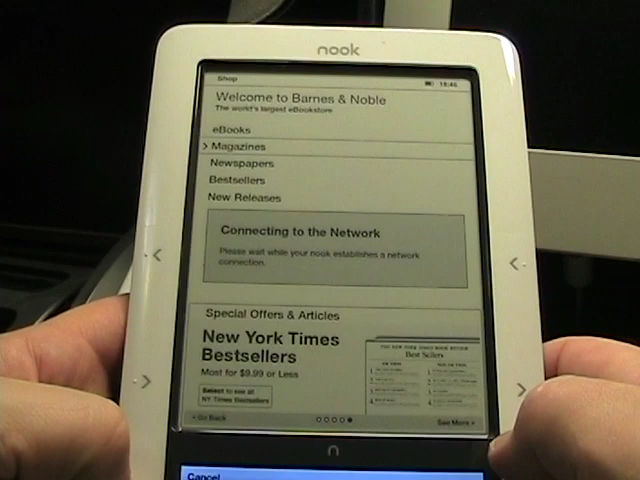 nook
Shop
Welcome to Barnes & Noble
The world's largest eBookstore
eBooks
> Magazines
Newspapers
Bestsellers
New Releases
Connecting to the Network
Please wait while your nook establishes a network
connection.
Special Offers & Articles
New York Times
Bestsellers
Most for $9.99 or Less
Select to see all
NY Times Bestsellers
Best Sellers
< Go Back
See More >
Cancel